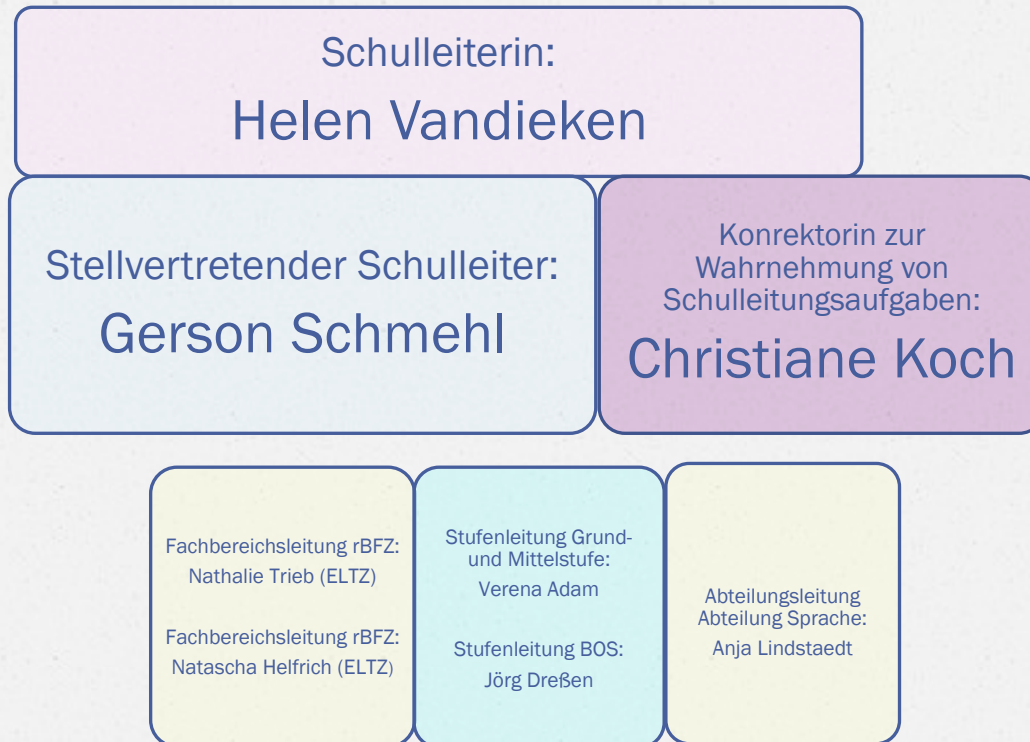 Schulleiterin:
Helen Vandieken
Stellvertretender Schulleiter:
Gerson Schmehl
Konrektorin zur
Wahrnehmung von
Schulleitungsaufgaben:
Christiane Koch
Fachbereichsleitung rBFZ:
Nathalie Trieb (ELTZ)
Fachbereichsleitung rBFZ:
Natascha Helfrich (ELTZ)
Stufenleitung Grund-
und Mittelstufe:
Verena Adam
Stufenleitung BOS:
Jörg Dreßen
Abteilungsleitung
Abteilung Sprache:
Anja Lindstaedt